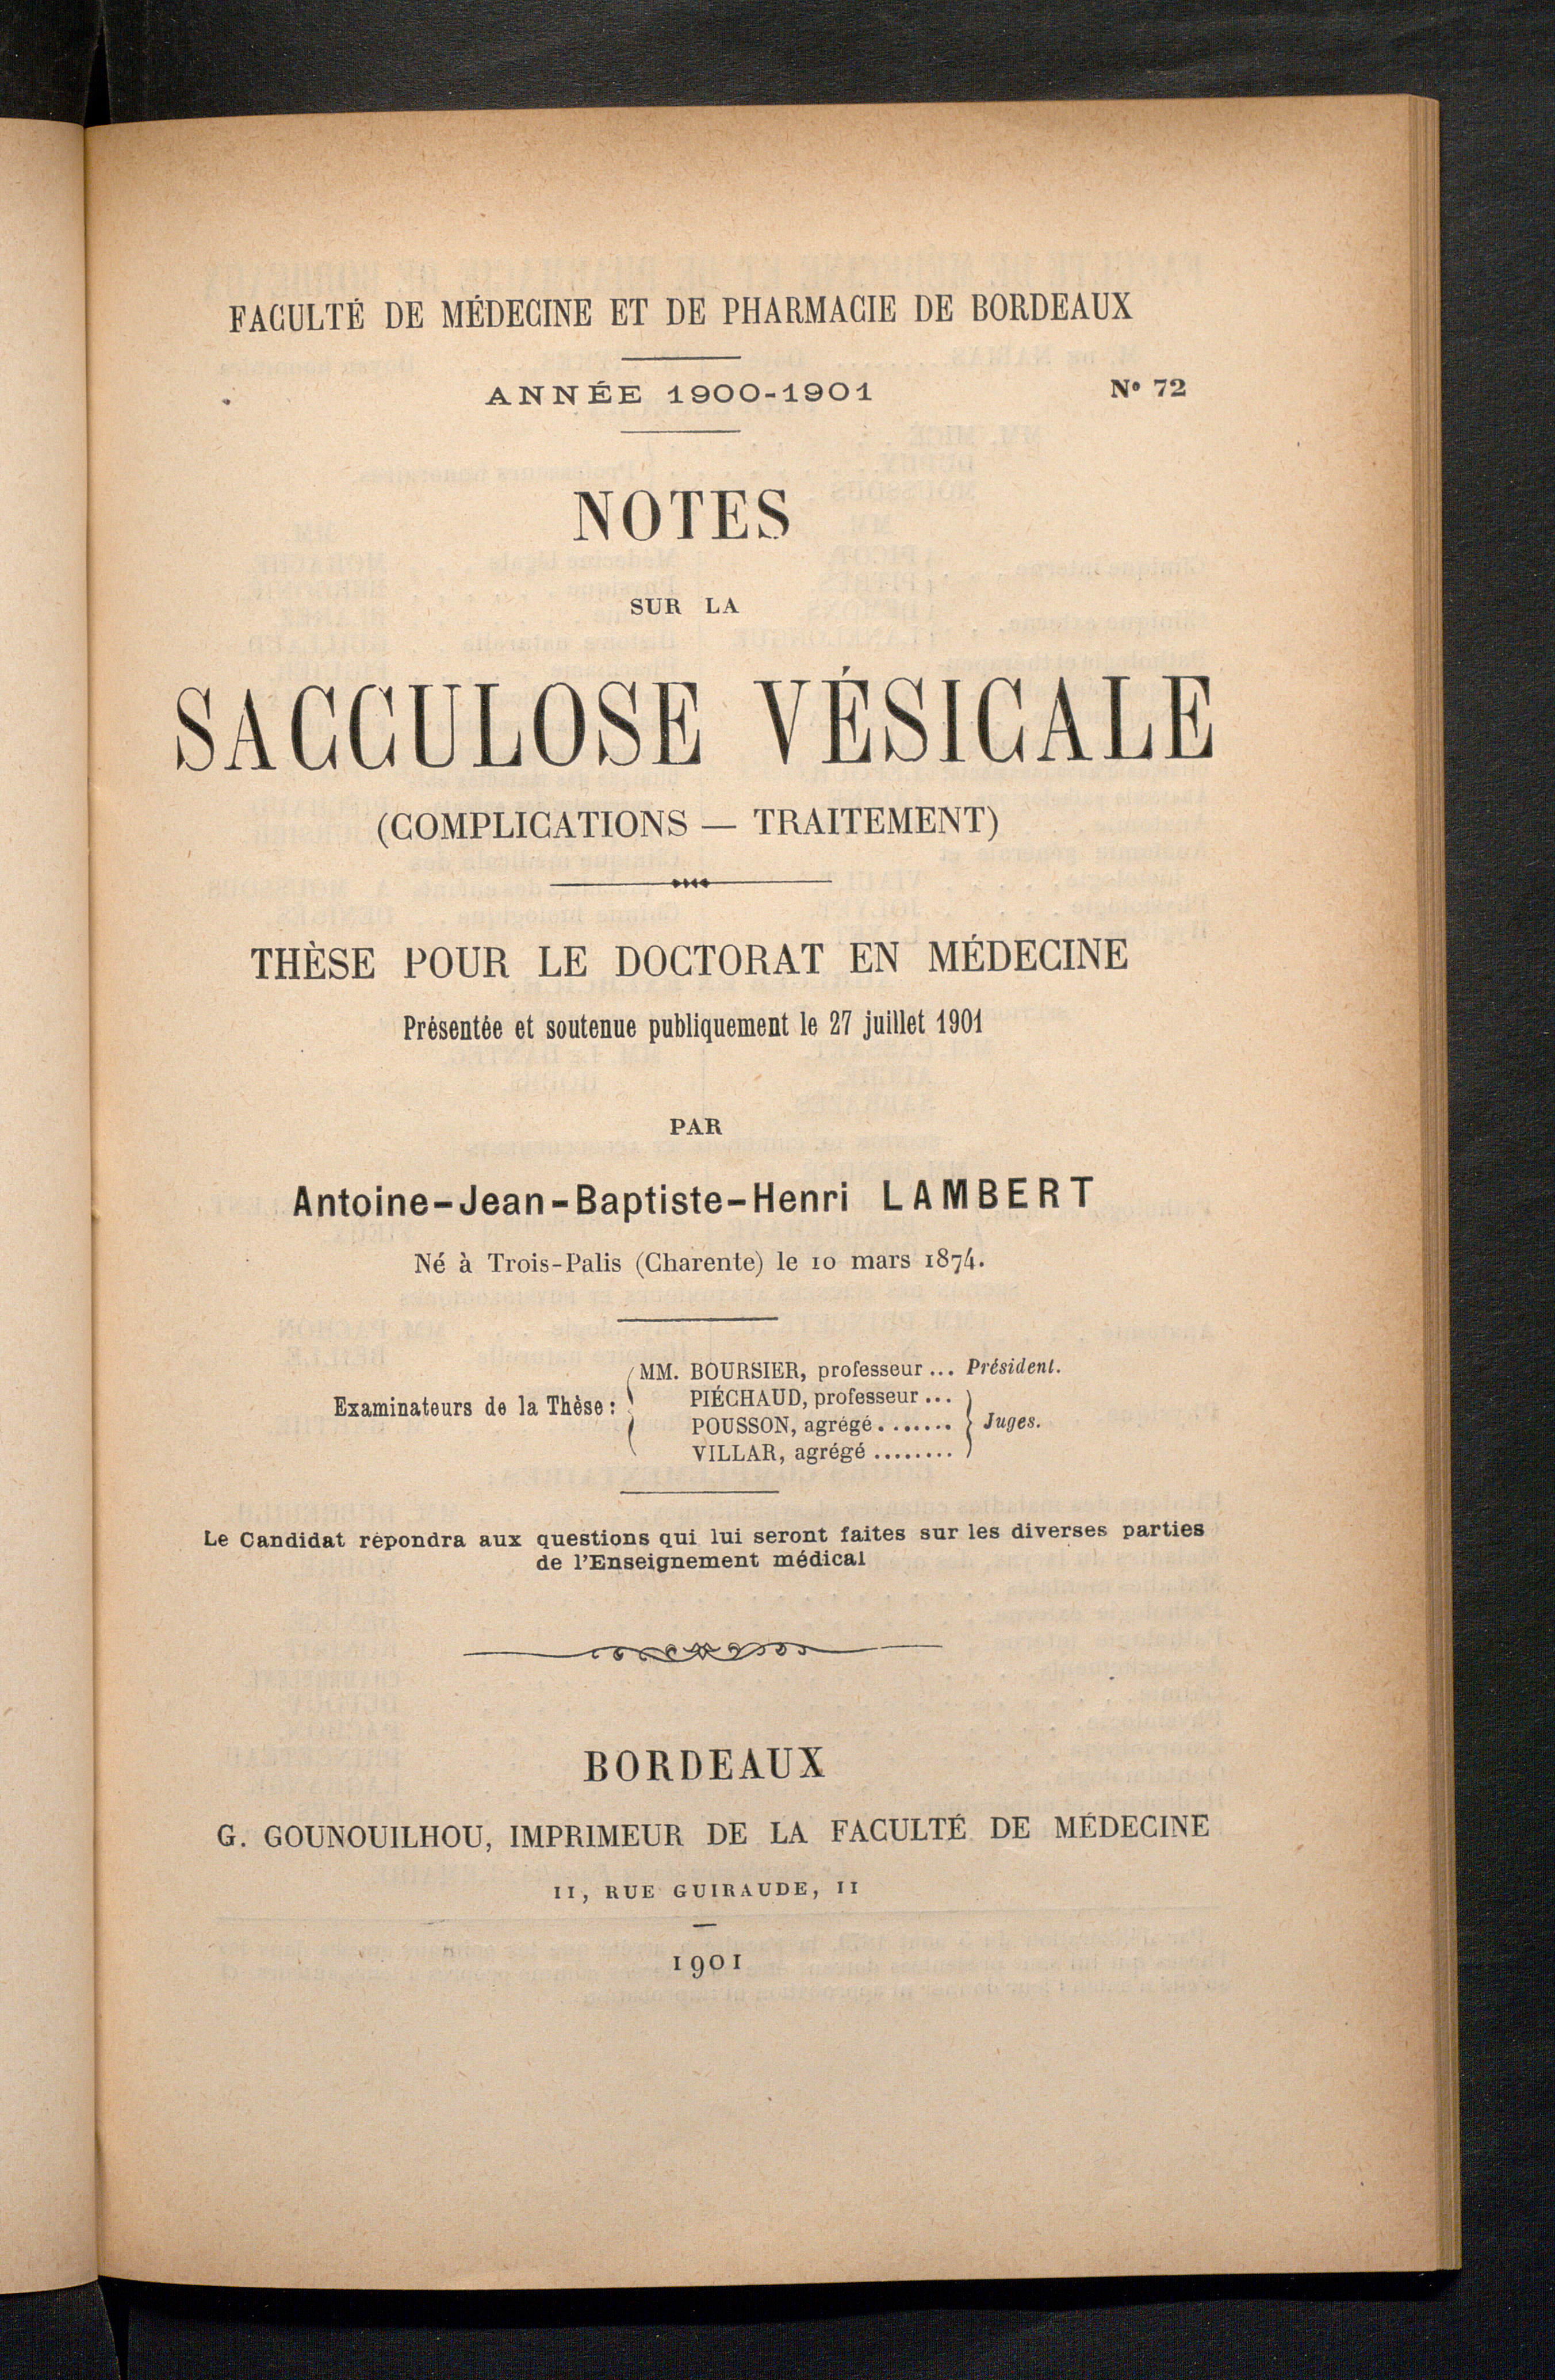 FACULTÉ DE MÉDECINE ET DE PHARMACIE DE BORDEAUX
ANNÉE 1900-1901 Nº 72
NOTES
SUR LA
SACCULOSE VÉSICALE
(COMPLICATIONS — TRAITEMENT)
THÈSE POUR LE DOCTORAT EN MÉDECINE
Présentée et soutenue publiquement le 27 juillet 1901
PAR
Antoine-Jean-Baptiste-Henri LAMBERT
Né à Trois-Palis (Charente) le 10 mars 1874.
MM. BOURSIER, professeur ... Président.
Examinateurs de la Thèse : PIÉCHAUD, professeur ...
POUSSON, agrégé ........ Juges.
VILLAR, agrégé ........
Le Candidat répondra aux questions qui lui seront faites sur les diverses parties
de l'Enseignement médical
BORDEAUX
G. GOUNOUILHOU, IMPRIMEUR DE LA FACULTÉ DE MÉDECINE
11, RUE GUIRAUDE, 11
1901